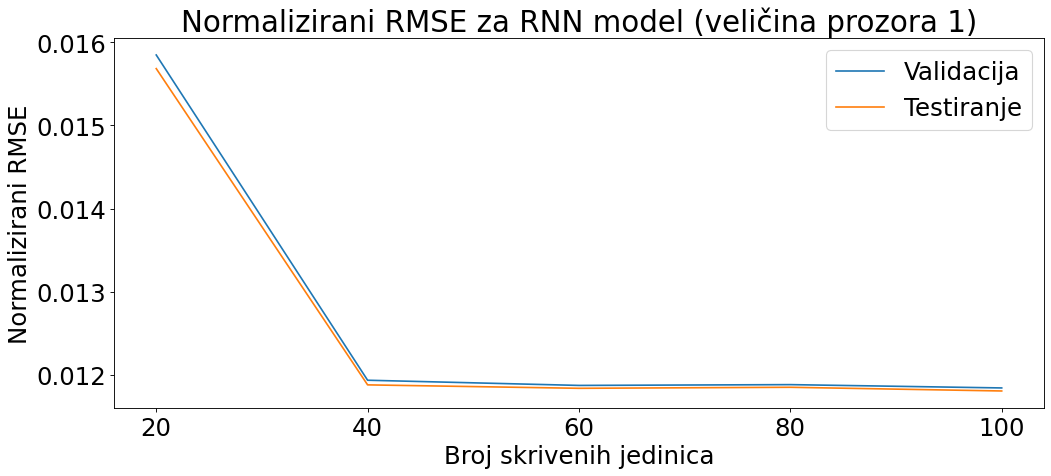 Normalizirani RMSE za RNN model (veličina prozora 1)
0.016
0.015
0.014
0.013
0.012
Normalizirani RMSE
Validacija
Testiranje
20 40 60 80 100
Broj skrivenih jedinica